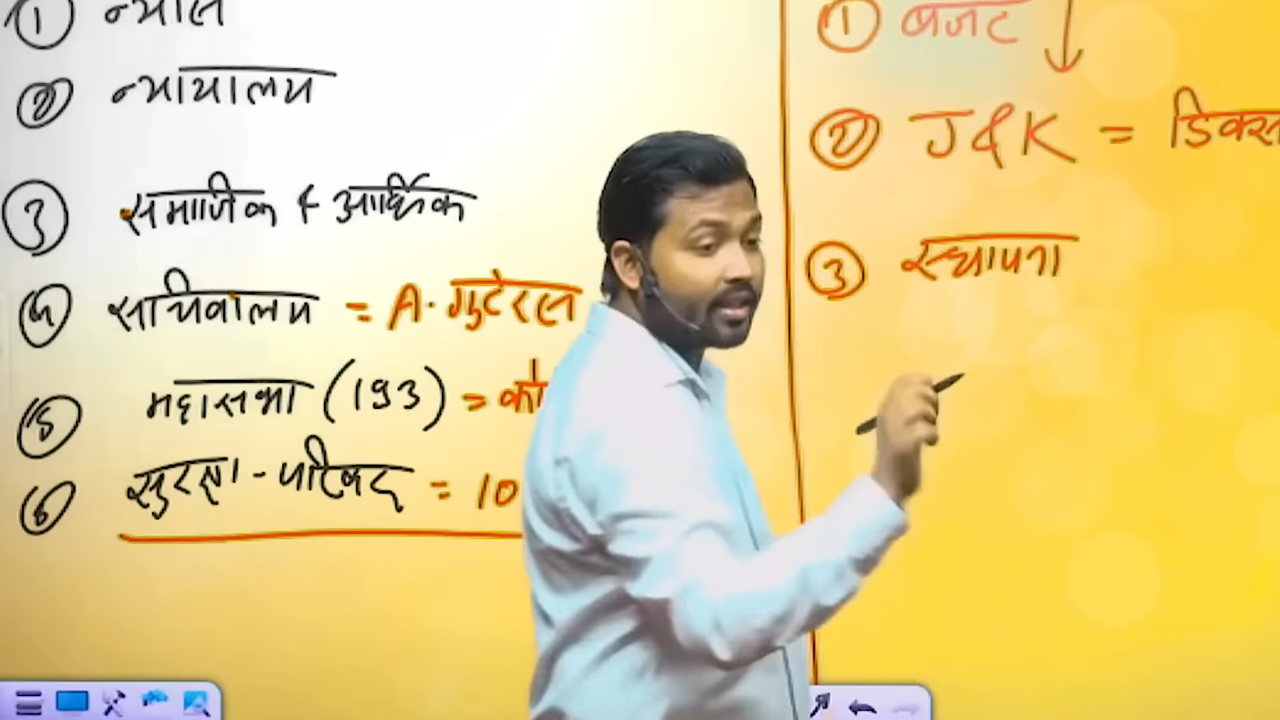 ① न्यास
② न्यायालय
③ समाजिक & आर्थिक
④ सचिवालय = A. गुटेरस
⑤ महासभा (193) =
⑥ सुरक्षा - परिषद = 10
① बजट ↓
② J&K =
③ स्थापना